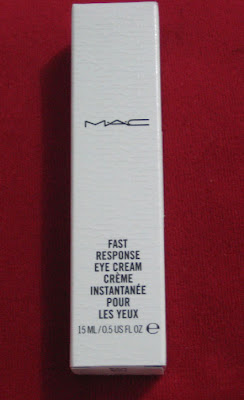 MAC
FAST
RESPONSE
EYE CREAM
CRÈME
INSTANTANÉE
POUR
LES YEUX
15 ML / 0.5 US FL OZ ℮